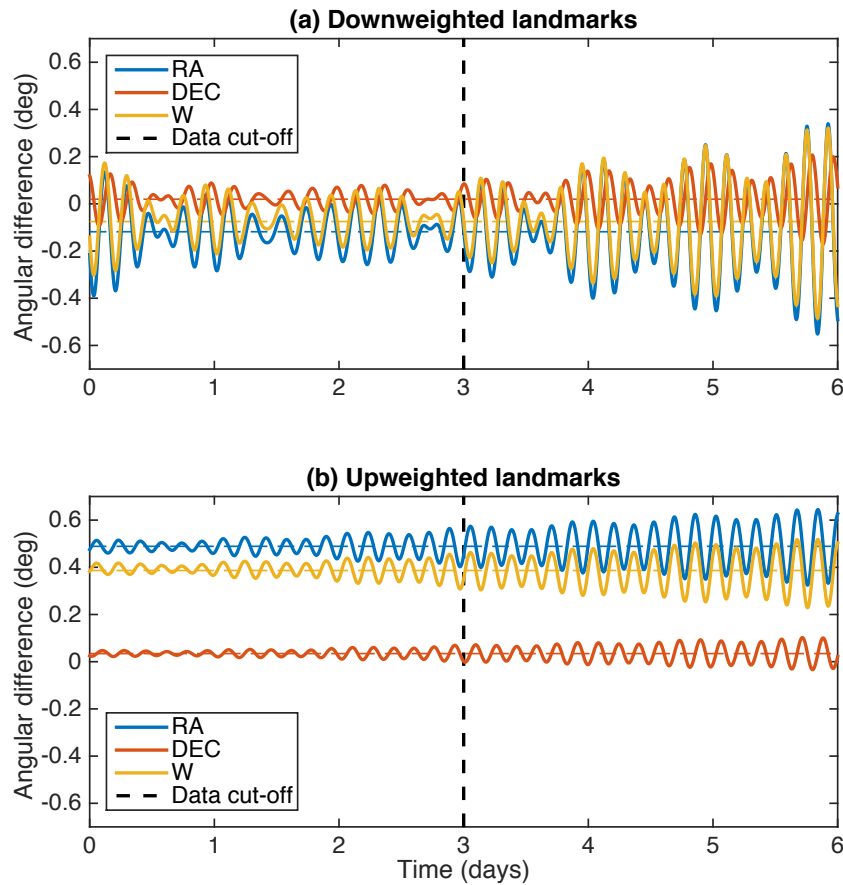 (a) Downweighted landmarks
Angular difference (deg)
0.6
0.4
0.2
0
-0.2
-0.4
-0.6
RA
DEC
W
Data cut-off
0 1 2 3 4 5 6
(b) Upweighted landmarks
Angular difference (deg)
0.6
0.4
0.2
0
-0.2
-0.4
-0.6
RA
DEC
W
Data cut-off
0 1 2 3 4 5 6
Time (days)